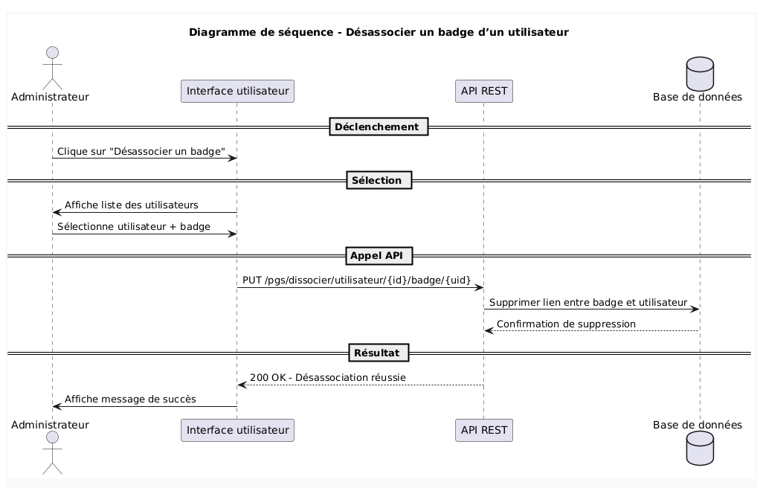 Diagramme de séquence - Désassocier un badge d’un utilisateur
Administrateur
Interface utilisateur
API REST
Base de données
Déclenchement
Clique sur "Désassocier un badge"
Sélection
Affiche liste des utilisateurs
Sélectionne utilisateur + badge
Appel API
PUT /pgs/dissocier/utilisateur/{id}/badge/{uid}
Supprimer lien entre badge et utilisateur
Confirmation de suppression
Résultat
200 OK - Désassociation réussie
Affiche message de succès
Administrateur
Interface utilisateur
API REST
Base de données